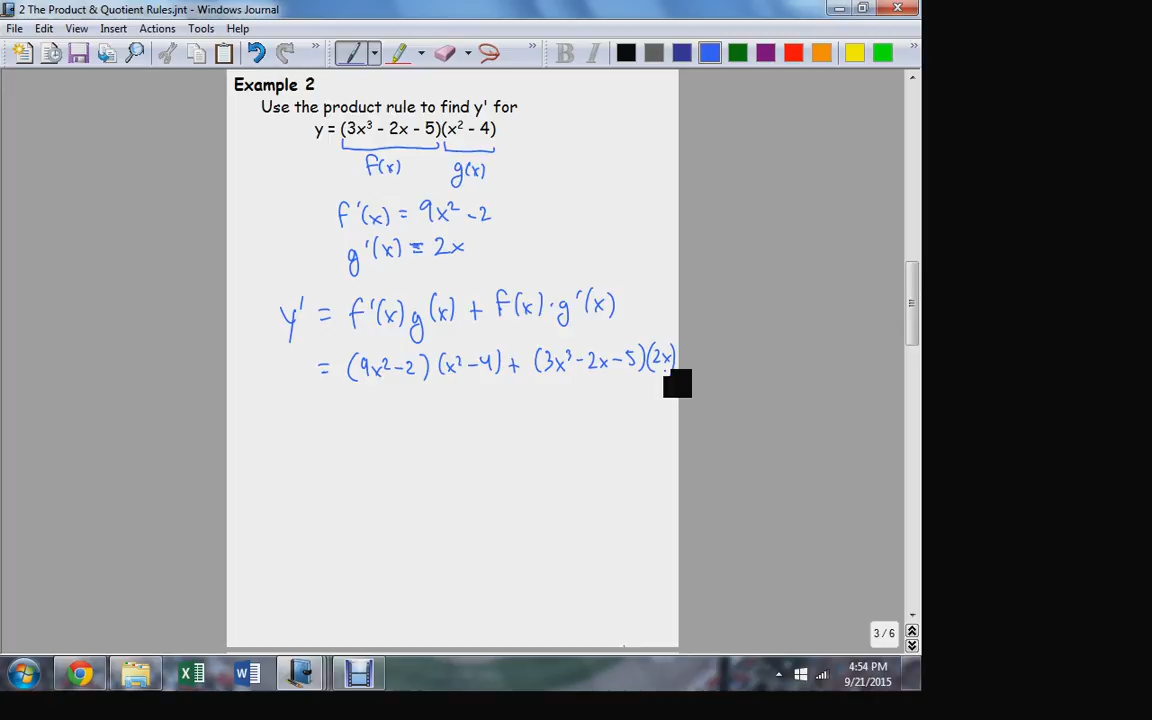 2 The Product & Quotient Rules.jnt - Windows Journal
File Edit View Insert Actions Tools Help
» » B I »
Example 2
Use the product rule to find y' for
y = (3x³ - 2x - 5)(x² - 4)
f(x) g(x)
f'(x) = 9x² - 2
g'(x) = 2x
y' = f'(x) g(x) + f(x) · g'(x)
= (9x² - 2) (x² - 4) + (3x³ - 2x - 5)(2x)
3 / 6
4:54 PM
9/21/2015